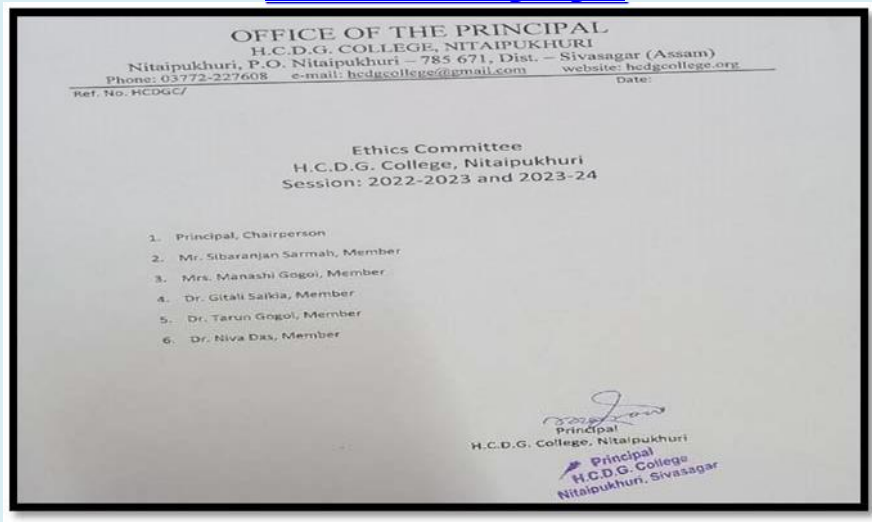 OFFICE OF THE PRINCIPAL
H.C.D.G. COLLEGE, NITAIPUKHURI
Nitaipukhuri, P.O. Nitaipukhuri – 785 671, Dist. – Sivasagar (Assam)
Phone: 03772-227608 e-mail: hcdgcollege@gmail.com website: hcdgcollege.org
Ref. No. HCDGC/ Date:
Ethics Committee
H.C.D.G. College, Nitaipukhuri
Session: 2022-2023 and 2023-24
1. Principal, Chairperson
2. Mr. Sibaranjan Sarmah, Member
3. Mrs. Manashi Gogoi, Member
4. Dr. Gitali Saikia, Member
5. Dr. Tarun Gogoi, Member
6. Dr. Niva Das, Member
Principal
H.C.D.G. College, Nitaipukhuri
Principal
H.C.D.G. College
Nitaipukhuri, Sivasagar